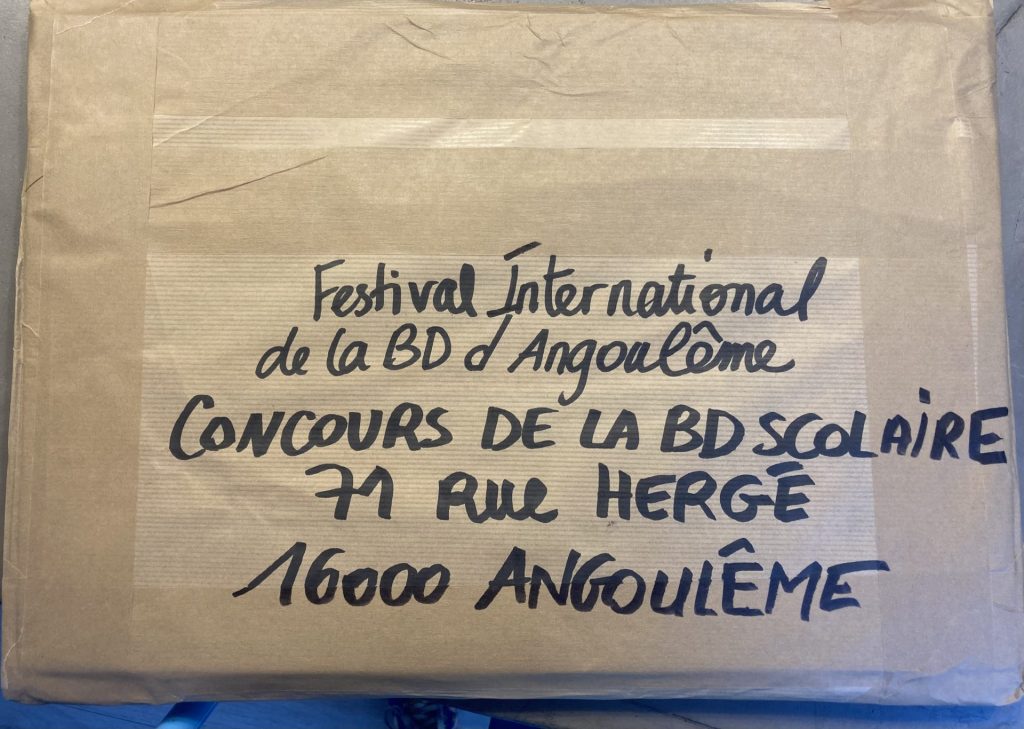 Festival International
de la BD d'Angoulême
CONCOURS DE LA BD SCOLAIRE
71 Rue HERGÉ
16000 ANGOULÊME